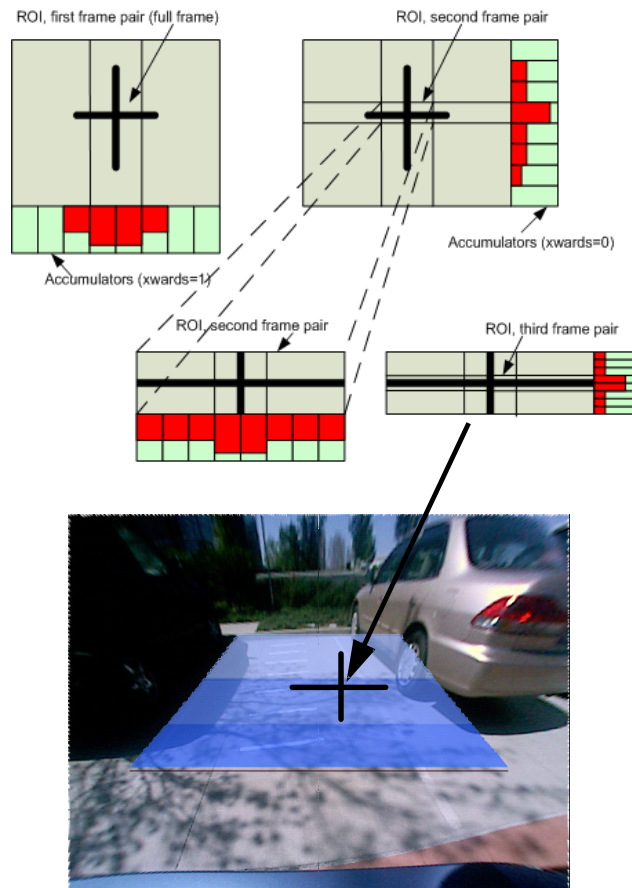 ROI, first frame pair (full frame)
ROI, second frame pair
Accumulators (xwards=1)
Accumulators (xwards=0)
ROI, second frame pair
ROI, third frame pair